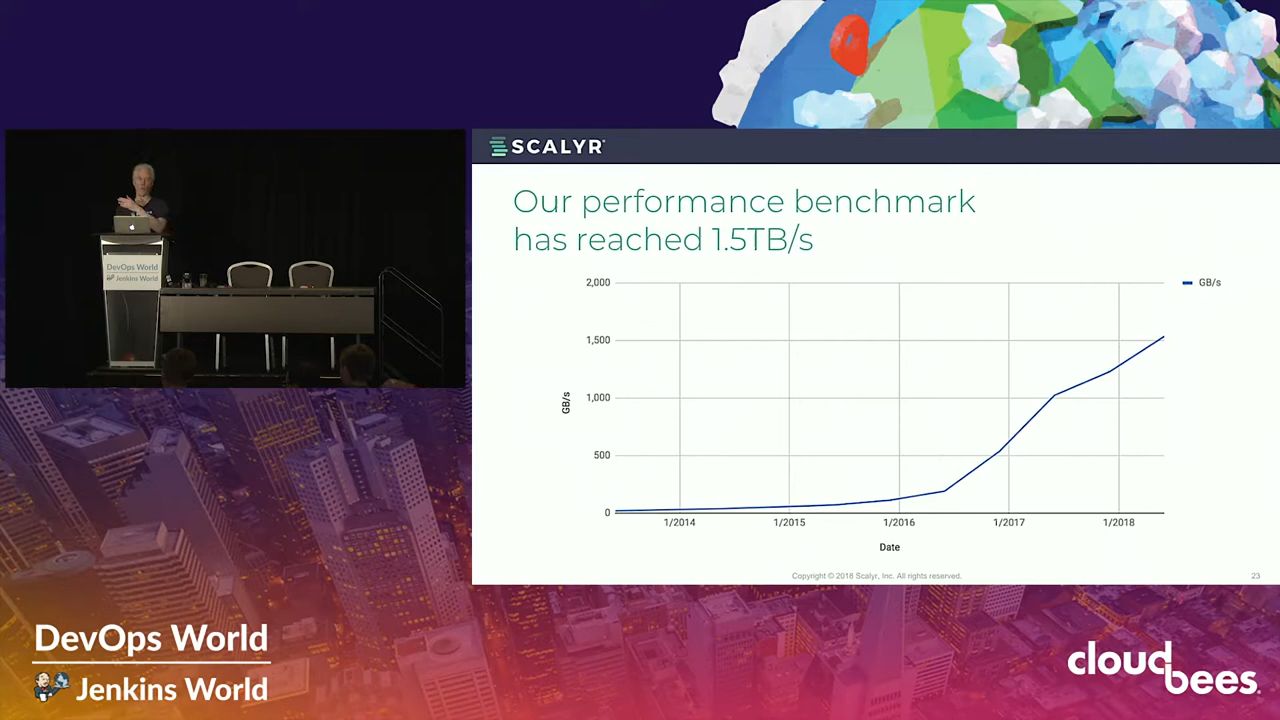 SCALYR
Our performance benchmark
has reached 1.5TB/s
2,000
1,500
1,000
500
0
GB/s
GB/s
1/2014
1/2015
1/2016
1/2017
1/2018
Date
Copyright © 2018 Scalyr, Inc. All rights reserved.
23
DevOps World
Jenkins World
DevOps World
Jenkins World
cloudbees